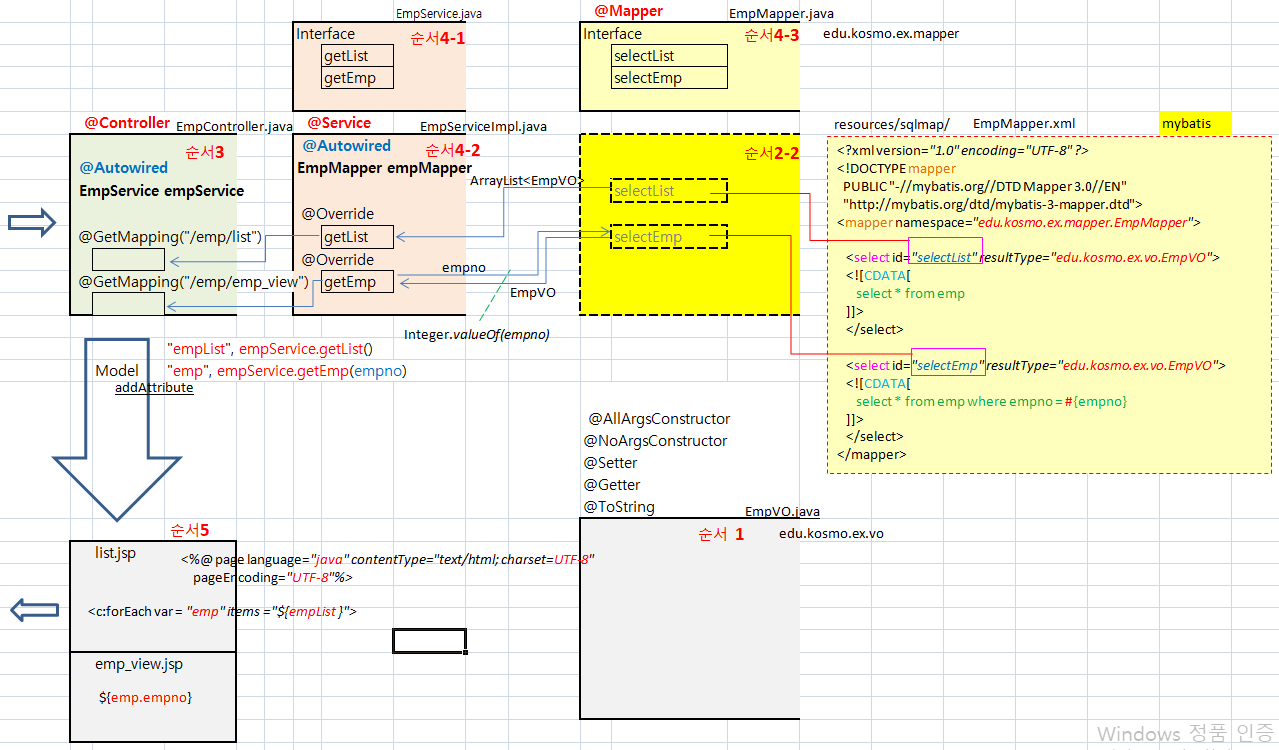 EmpService.java
Interface
순서4-1
getList
getEmp
@Mapper
EmpMapper.java
Interface
순서4-3
edu.kosmo.ex.mapper
selectList
selectEmp
@Controller
EmpController.java
순서3
@Autowired
EmpService empService
@GetMapping("/emp/list")
@GetMapping("/emp/emp_view")
@Service
EmpServiceImpl.java
@Autowired
순서4-2
EmpMapper empMapper
@Override
getList
@Override
getEmp
ArrayList<EmpVO>
empno
EmpVO
Integer.valueOf(empno)
순서2-2
selectList
selectEmp
resources/sqlmap/
EmpMapper.xml
mybatis
<?xml version="1.0" encoding="UTF-8" ?>
<!DOCTYPE mapper
PUBLIC "-//mybatis.org//DTD Mapper 3.0//EN"
"http://mybatis.org/dtd/mybatis-3-mapper.dtd">
<mapper namespace="edu.kosmo.ex.mapper.EmpMapper">
<select id="selectList" resultType="edu.kosmo.ex.vo.EmpVO">
<![CDATA[
select * from emp
]]>
</select>
<select id="selectEmp" resultType="edu.kosmo.ex.vo.EmpVO">
<![CDATA[
select * from emp where empno = #{empno}
]]>
</select>
</mapper>
Model
addAttribute
"empList", empService.getList()
"emp", empService.getEmp(empno)
@AllArgsConstructor
@NoArgsConstructor
@Setter
@Getter
@ToString
EmpVO.java
순서 1
edu.kosmo.ex.vo
순서5
list.jsp
<%@ page language="java" contentType="text/html; charset=UTF-8"
pageEncoding="UTF-8"%>
<c:forEach var = "emp" items ="${empList }">
emp_view.jsp
${emp.empno}
Windows 정품 인증